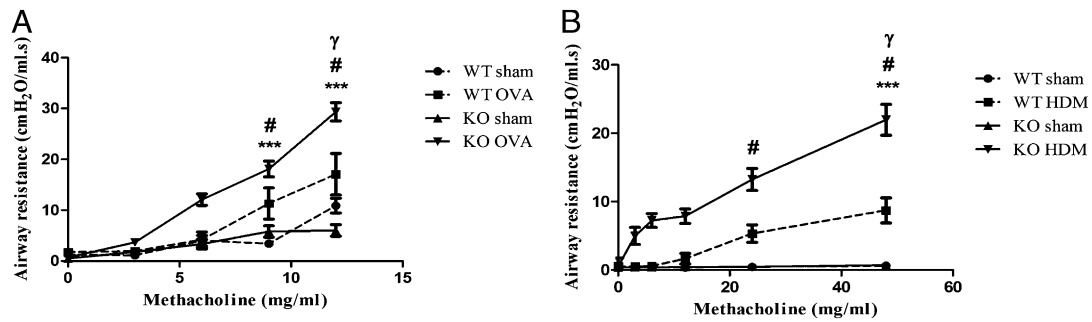 A
Airway resistance (cmH2O/ml.s)
40
30
20
10
0
0
5
10
15
Methacholine (mg/ml)
#
***
γ
#
***
WT sham
WT OVA
KO sham
KO OVA
B
Airway resistance (cmH2O/ml.s)
30
20
10
0
0
20
40
60
Methacholine (mg/ml)
#
γ
#
***
WT sham
WT HDM
KO sham
KO HDM